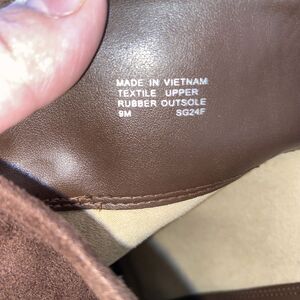 MADE IN VIETNAM
TEXTILE UPPER
RUBBER OUTSOLE
9M SG24F